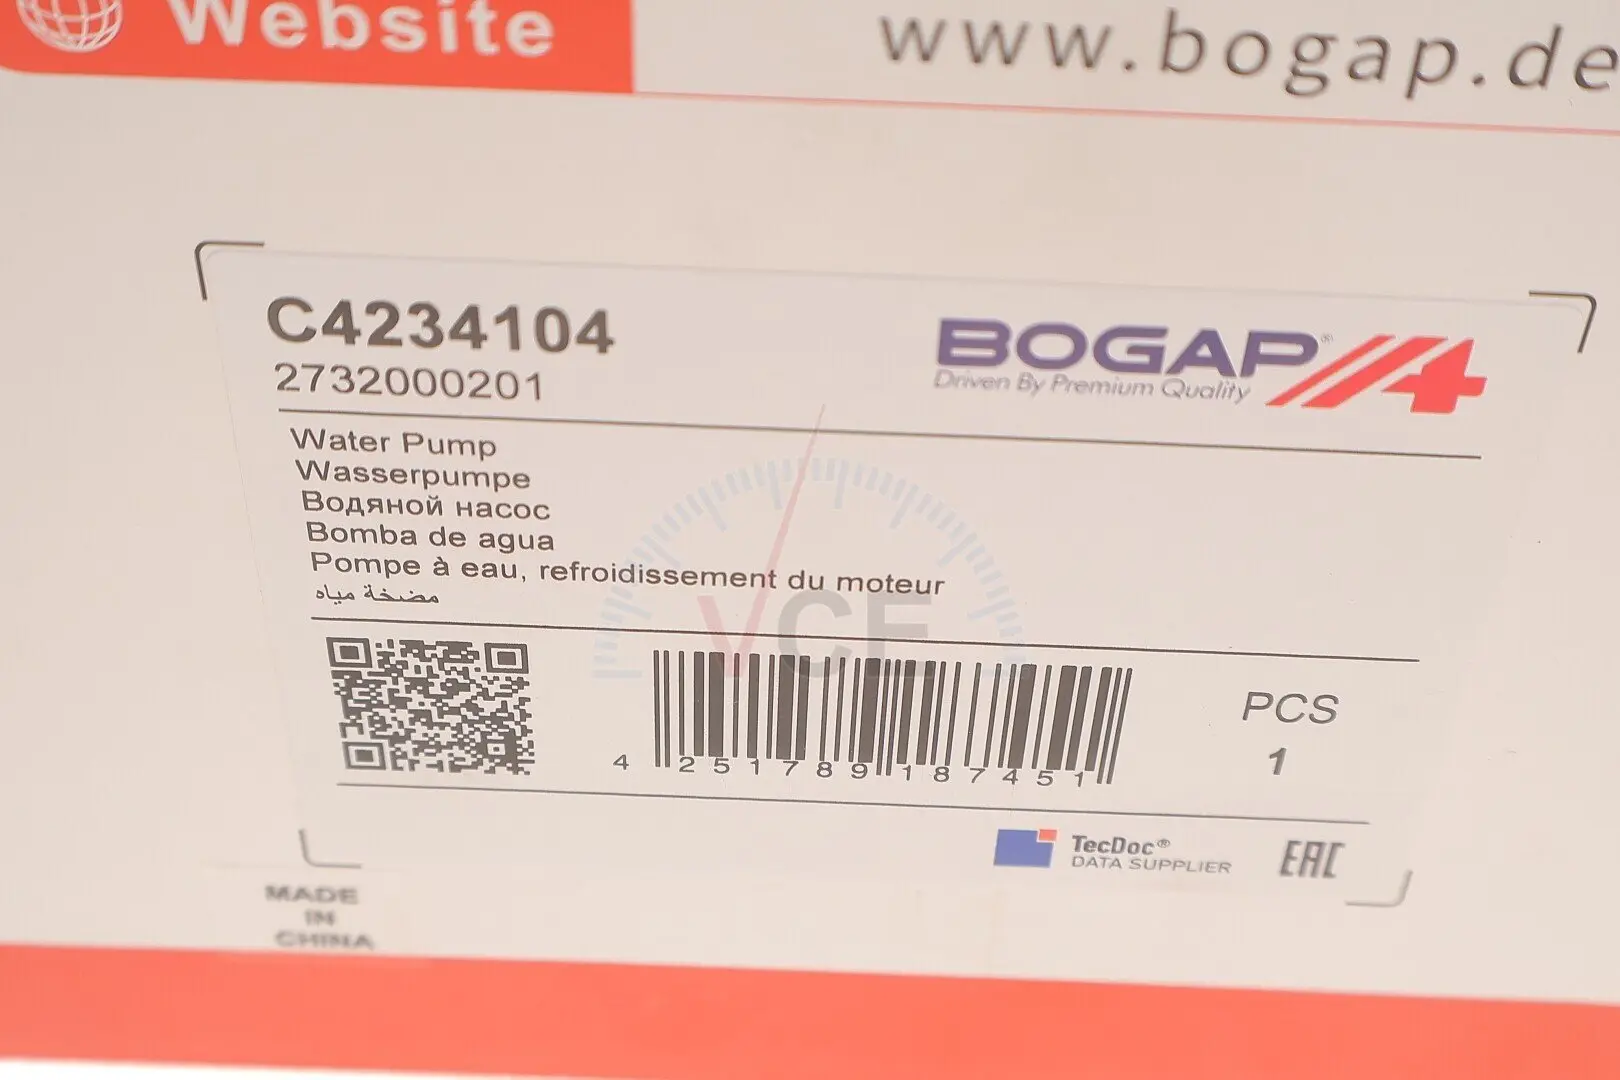 Website
www.bogap.de
C4234104
2732000201
BOGAP®
Driven By Premium Quality
Water Pump
Wasserpumpe
Водяной насос
Bomba de agua
Pompe à eau, refroidissement du moteur
مضخة مياه
VCE
4 251789 187451
PCS
1
TecDoc®
DATA SUPPLIER
EAC
MADE
IN
CHINA